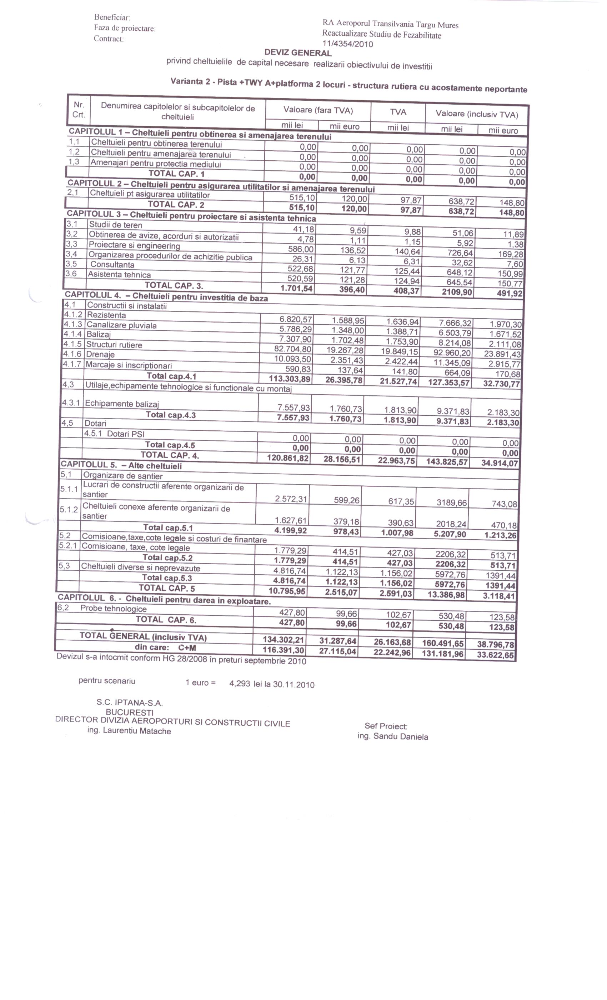 Beneficiar: RA Aeroporul Transilvania Targu Mures
Faza de proiectare: Reactualizare Studiu de Fezabilitate
Contract: 11/4354/2010
DEVIZ GENERAL
privind cheltuielile de capital necesare realizarii obiectivului de investitii
Varianta 2 - Pista +TWY A+platforma 2 locuri - structura rutiera cu acostamente neportante
Nr. Crt. Denumirea capitolelor si subcapitolelor de cheltuieli Valoare (fara TVA) TVA Valoare (inclusiv TVA)
mii lei mii euro mii lei mii lei mii euro
CAPITOLUL 1 – Cheltuieli pentru obtinerea si amenajarea terenului
1,1 Cheltuieli pentru obtinerea terenului 0,00 0,00 0,00 0,00 0,00
1,2 Cheltuieli pentru amenajarea terenului 0,00 0,00 0,00 0,00 0,00
1,3 Amenajari pentru protectia mediului 0,00 0,00 0,00 0,00 0,00
TOTAL CAP. 1 0,00 0,00 0,00 0,00 0,00
CAPITOLUL 2 – Cheltuieli pentru asigurarea utilitatilor si amenajarea terenului
2,1 Cheltuieli pt asigurarea utilitatilor 515,10 120,00 97,87 638,72 148,80
TOTAL CAP. 2 515,10 120,00 97,87 638,72 148,80
CAPITOLUL 3 – Cheltuieli pentru proiectare si asistenta tehnica
3,1 Studii de teren 41,18 9,59 9,88 51,06 11,89
3,2 Obtinerea de avize, acorduri si autorizatii 4,78 1,11 1,15 5,92 1,38
3,3 Proiectare si engineering 586,00 136,52 140,64 726,64 169,28
3,4 Organizarea procedurilor de achizitie publica 26,31 6,13 6,31 32,62 7,60
3,5 Consultanta 522,68 121,77 125,44 648,12 150,99
3,6 Asistenta tehnica 520,59 121,28 124,94 645,54 150,77
TOTAL CAP. 3. 1.701,54 396,40 408,37 2109,90 491,92
CAPITOLUL 4. – Cheltuieli pentru investitia de baza
4,1 Constructii si instalatii
4.1.2 Rezistenta 6.820,57 1.588,95 1.636,94 7.666,32 1.970,30
4.1.3 Canalizare pluviala 5.786,29 1.348,00 1.388,71 6.503,79 1.671,52
4.1.4 Balizaj 7.307,90 1.702,48 1.753,90 8.214,08 2.111,08
4.1.5 Structuri rutiere 82.704,80 19.267,28 19.849,15 92.960,20 23.891,43
4.1.6 Drenaje 10.093,50 2.351,43 2.422,44 11.345,09 2.915,77
4.1.7 Marcaje si inscriptionari 590,83 137,64 141,80 664,09 170,68
Total cap.4.1 113.303,89 26.395,78 21.527,74 127.353,57 32.730,77
4,3 Utilaje,echipamente tehnologice si functionale cu montaj
4.3.1 Echipamente balizaj 7.557,93 1.760,73 1.813,90 9.371,83 2.183,30
Total cap.4.3 7.557,93 1.760,73 1.813,90 9.371,83 2.183,30
4,5 Dotari
4.5.1 Dotari PSI 0,00 0,00 0,00 0,00 0,00
Total cap.4.5 0,00 0,00 0,00 0,00 0,00
TOTAL CAP. 4. 120.861,82 28.156,51 22.963,75 143.825,57 34.914,07
CAPITOLUL 5. – Alte cheltuieli
5,1 Organizare de santier
5.1.1 Lucrari de constructii aferente organizarii de santier 2.572,31 599,26 617,35 3189,66 743,08
5.1.2 Cheltuieli conexe aferente organizarii de santier 1.627,61 379,18 390,63 2018,24 470,18
Total cap.5.1 4.199,92 978,43 1.007,98 5.207,90 1.213,26
5,2 Comisioane,taxe,cote legale si costuri de finantare
5.2.1 Comisioane, taxe, cote legale 1.779,29 414,51 427,03 2206,32 513,71
Total cap.5.2 1.779,29 414,51 427,03 2206,32 513,71
5,3 Cheltuieli diverse si neprevazute 4.816,74 1.122,13 1.156,02 5972,76 1391,44
Total cap.5.3 4.816,74 1.122,13 1.156,02 5972,76 1391,44
TOTAL CAP. 5 10.795,95 2.515,07 2.591,03 13.386,98 3.118,41
CAPITOLUL 6. - Cheltuieli pentru darea in exploatare.
6,2 Probe tehnologice 427,80 99,66 102,67 530,48 123,58
TOTAL CAP. 6. 427,80 99,66 102,67 530,48 123,58
TOTAL GENERAL (inclusiv TVA) 134.302,21 31.287,64 26.163,68 160.491,65 38.796,78
din care: C+M 116.391,30 27.115,04 22.242,96 131.181,96 33.622,65
Devizul s-a intocmit conform HG 28/2008 în preturi septembrie 2010
pentru scenariu 1 euro = 4,293 lei la 30.11.2010
S.C. IPTANA-S.A.
BUCURESTI
DIRECTOR DIVIZIA AEROPORTURI SI CONSTRUCTII CIVILE
ing. Laurentiu Matache
Sef Proiect:
ing. Sandu Daniela